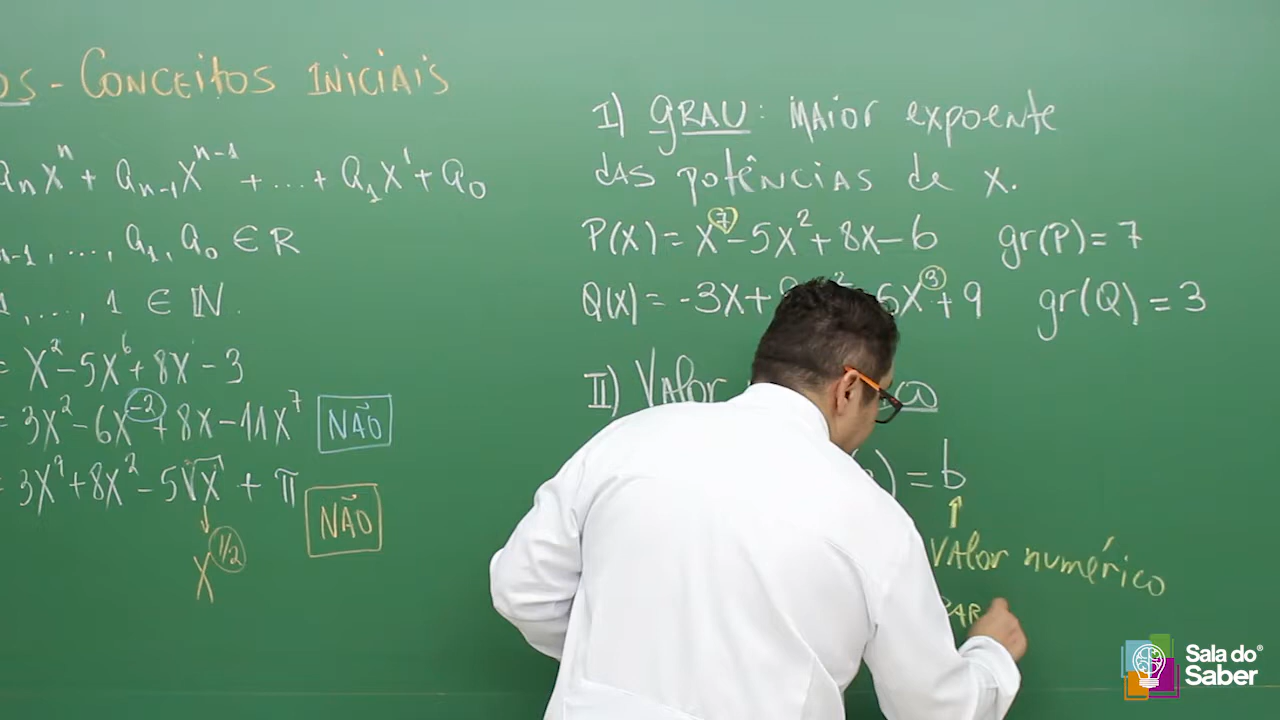 OS - CONCEITOS INICIAIS
aₙxⁿ + aₙ₋₁xⁿ⁻¹ + ... + a₁x¹ + a₀
n-1, ..., a₁, a₀ ∈ R
1, ..., 1 ∈ N.
= x² - 5x⁶ + 8x - 3
= 3x² - 6x⁻² + 8x - 11x⁷ NÃO
= 3x⁹ + 8x² - 5√x + π NÃO
x^(1/2)
I) GRAU: MAIOR expoente
das potências de x.
P(x) = x⁷ - 5x² + 8x - 6 gr(P) = 7
Q(x) = -3x + 6x³ + 9 gr(Q) = 3
II) VALOR
) = b
VALOR numérico
Sala do®
Saber